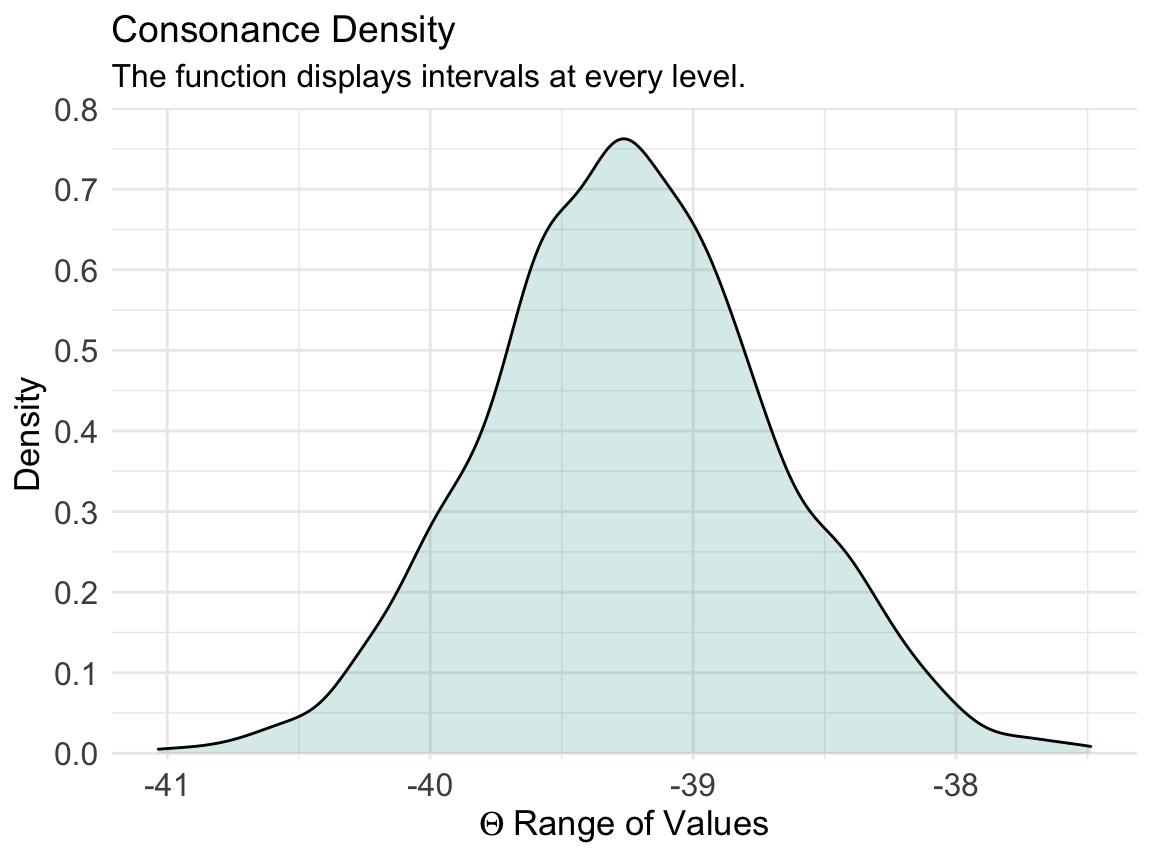 Consonance Density
The function displays intervals at every level.
0.8
0.7
0.6
0.5
0.4
0.3
0.2
0.1
0.0
Density
-41 -40 -39 -38
Θ Range of Values